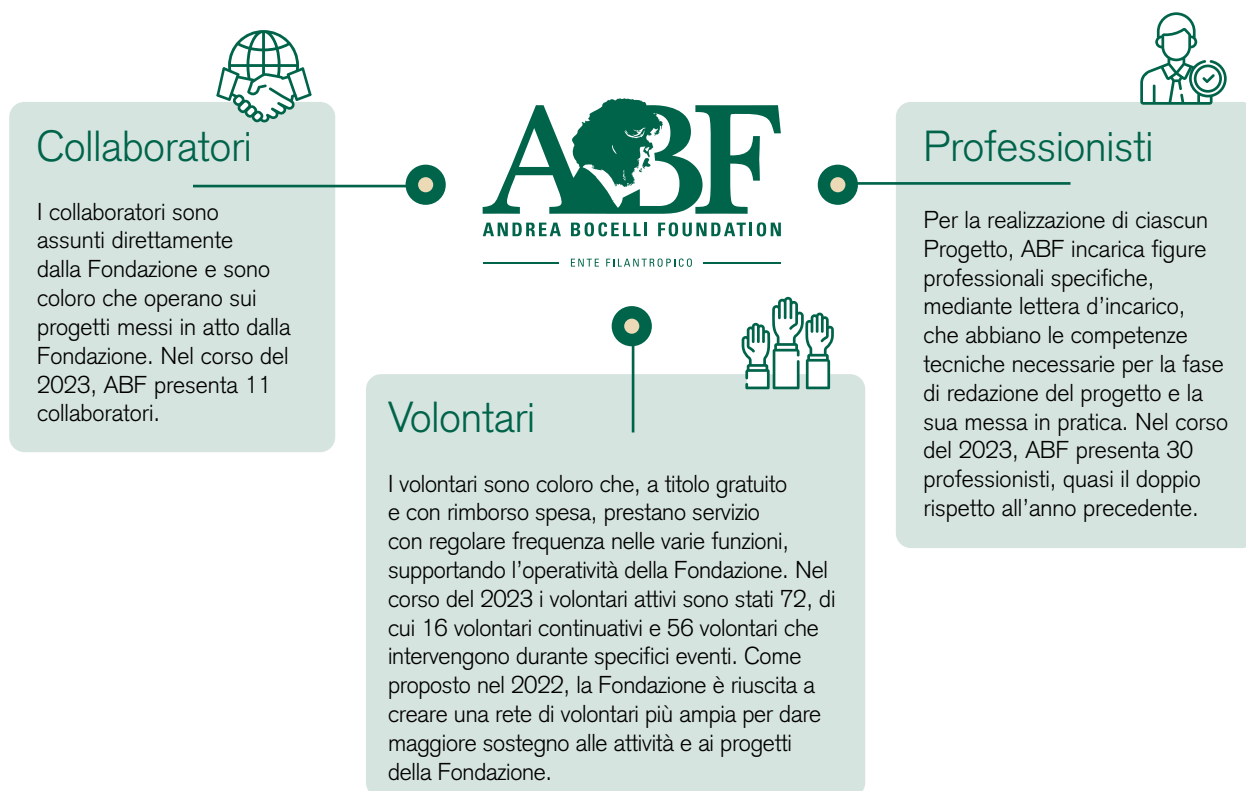 ABF
ANDREA BOCELLI FOUNDATION
ENTE FILANTROPICO
Collaboratori
I collaboratori sono
assunti direttamente
dalla Fondazione e sono
coloro che operano sui
progetti messi in atto dalla
Fondazione. Nel corso del
2023, ABF presenta 11
collaboratori.
Volontari
I volontari sono coloro che, a titolo gratuito
e con rimborso spesa, prestano servizio
con regolare frequenza nelle varie funzioni,
supportando l’operatività della Fondazione. Nel
corso del 2023 i volontari attivi sono stati 72, di
cui 16 volontari continuativi e 56 volontari che
intervengono durante specifici eventi. Come
proposto nel 2022, la Fondazione è riuscita a
creare una rete di volontari più ampia per dare
maggiore sostegno alle attività e ai progetti
della Fondazione.
Professionisti
Per la realizzazione di ciascun
Progetto, ABF incarica figure
professionali specifiche,
mediante lettera d’incarico,
che abbiano le competenze
tecniche necessarie per la fase
di redazione del progetto e la
sua messa in pratica. Nel corso
del 2023, ABF presenta 30
professionisti, quasi il doppio
rispetto all’anno precedente.